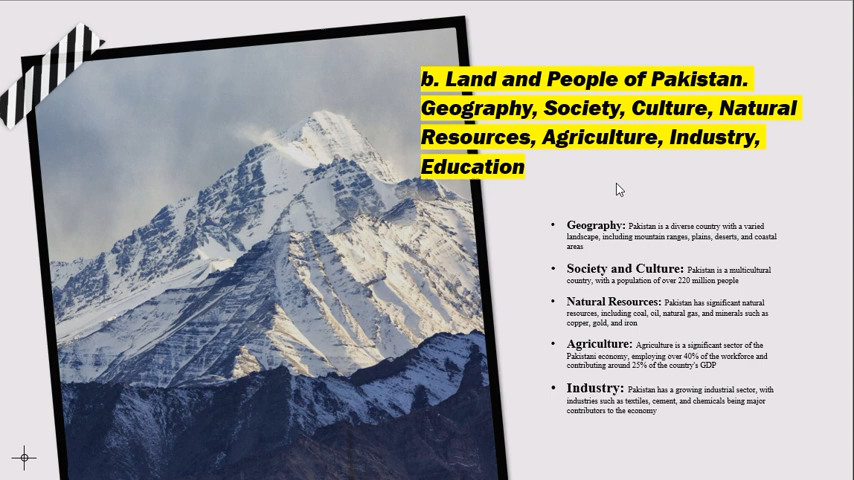 b. Land and People of Pakistan.
Geography, Society, Culture, Natural
Resources, Agriculture, Industry,
Education
• Geography: Pakistan is a diverse country with a varied
landscape, including mountain ranges, plains, deserts, and coastal
areas
• Society and Culture: Pakistan is a multicultural
country, with a population of over 220 million people
• Natural Resources: Pakistan has significant natural
resources, including coal, oil, natural gas, and minerals such as
copper, gold, and iron
• Agriculture: Agriculture is a significant sector of the
Pakistani economy, employing over 40% of the workforce and
contributing around 25% of the country's GDP
• Industry: Pakistan has a growing industrial sector, with
industries such as textiles, cement, and chemicals being major
contributors to the economy